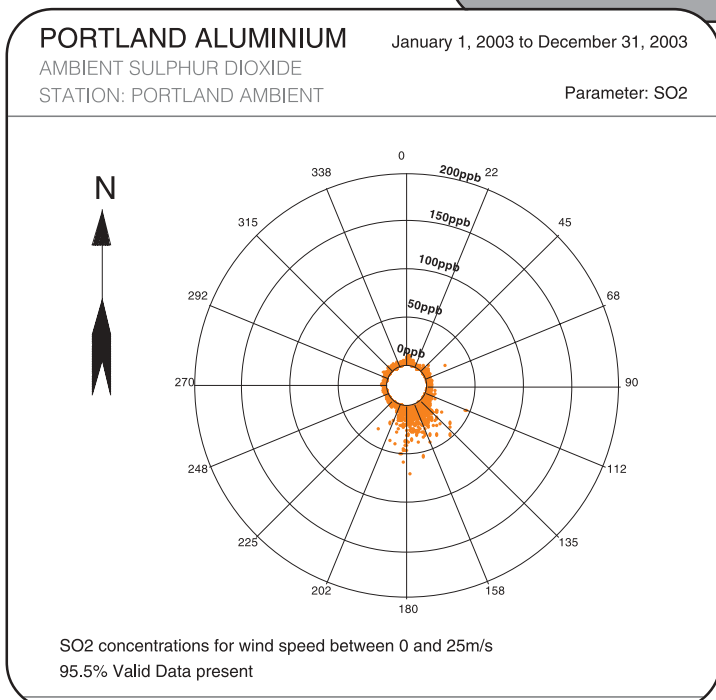 PORTLAND ALUMINIUM January 1, 2003 to December 31, 2003
AMBIENT SULPHUR DIOXIDE
STATION: PORTLAND AMBIENT Parameter: SO2
0
338 200ppb 22
N
315 150ppb 45
100ppb
292 50ppb 68
0ppb
270 90
248 112
225 135
202 158
180
SO2 concentrations for wind speed between 0 and 25m/s
95.5% Valid Data present